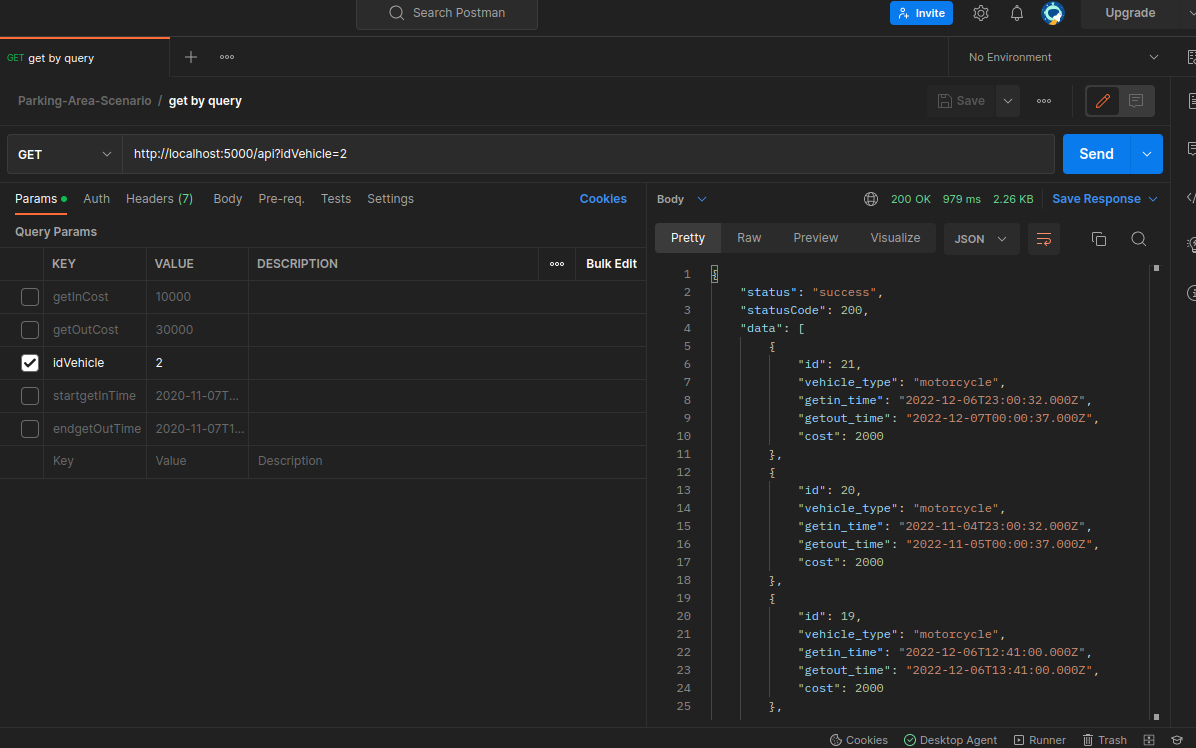 Search Postman
Invite
Upgrade
GET get by query
No Environment
Parking-Area-Scenario / get by query
Save
GET
http://localhost:5000/api?idVehicle=2
Send
Params Auth Headers (7) Body Pre-req. Tests Settings Cookies
Query Params
KEY VALUE DESCRIPTION Bulk Edit
getInCost 10000
getOutCost 30000
idVehicle 2
startgetInTime 2020-11-07T...
endgetOutTime 2020-11-07T1...
Key Value Description
Body 200 OK 979 ms 2.26 KB Save Response
Pretty Raw Preview Visualize JSON
1 {
2 "status": "success",
3 "statusCode": 200,
4 "data": [
5 {
6 "id": 21,
7 "vehicle_type": "motorcycle",
8 "getin_time": "2022-12-06T23:00:32.000Z",
9 "getout_time": "2022-12-07T00:00:37.000Z",
10 "cost": 2000
11 },
12 {
13 "id": 20,
14 "vehicle_type": "motorcycle",
15 "getin_time": "2022-11-04T23:00:32.000Z",
16 "getout_time": "2022-11-05T00:00:37.000Z",
17 "cost": 2000
18 },
19 {
20 "id": 19,
21 "vehicle_type": "motorcycle",
22 "getin_time": "2022-12-06T12:41:00.000Z",
23 "getout_time": "2022-12-06T13:41:00.000Z",
24 "cost": 2000
25 },
Cookies Desktop Agent Runner Trash